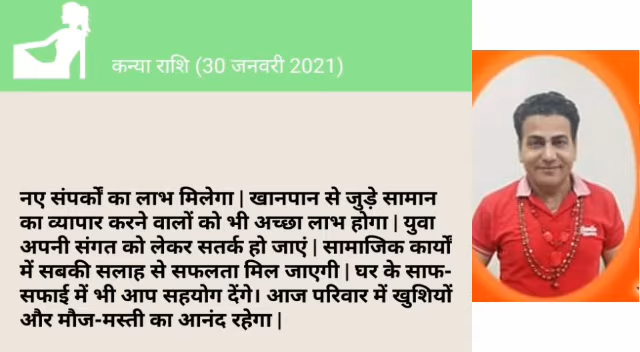 कन्या राशि (30 जनवरी 2021)
नए संपर्कों का लाभ मिलेगा | खानपान से जुड़े सामान
का व्यापार करने वालों को भी अच्छा लाभ होगा | युवा
अपनी संगत को लेकर सतर्क हो जाएं | सामाजिक कार्यों
में सबकी सलाह से सफलता मिल जाएगी | घर के साफ-
सफाई में भी आप सहयोग देंगे। आज परिवार में खुशियों
और मौज-मस्ती का आनंद रहेगा |